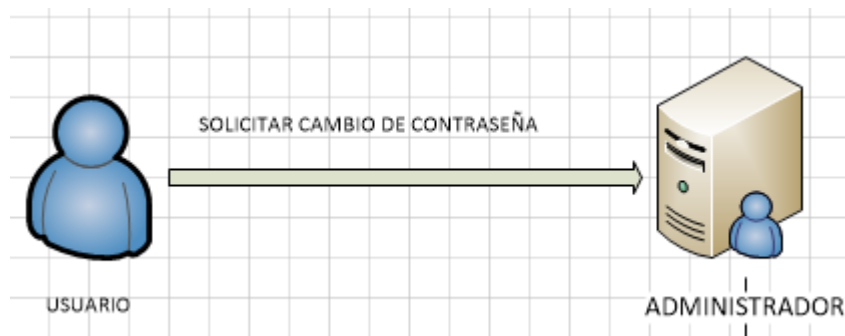 SOLICITAR CAMBIO DE CONTRASEÑA
USUARIO
ADMINISTRADOR